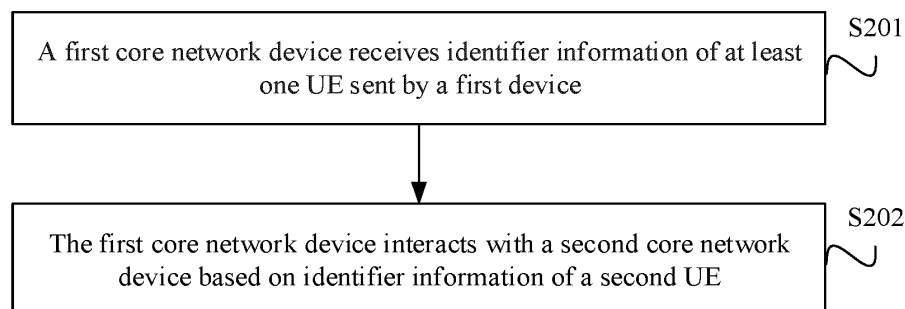 S201
A first core network device receives identifier information of at least
one UE sent by a first device
S202
The first core network device interacts with a second core network
device based on identifier information of a second UE